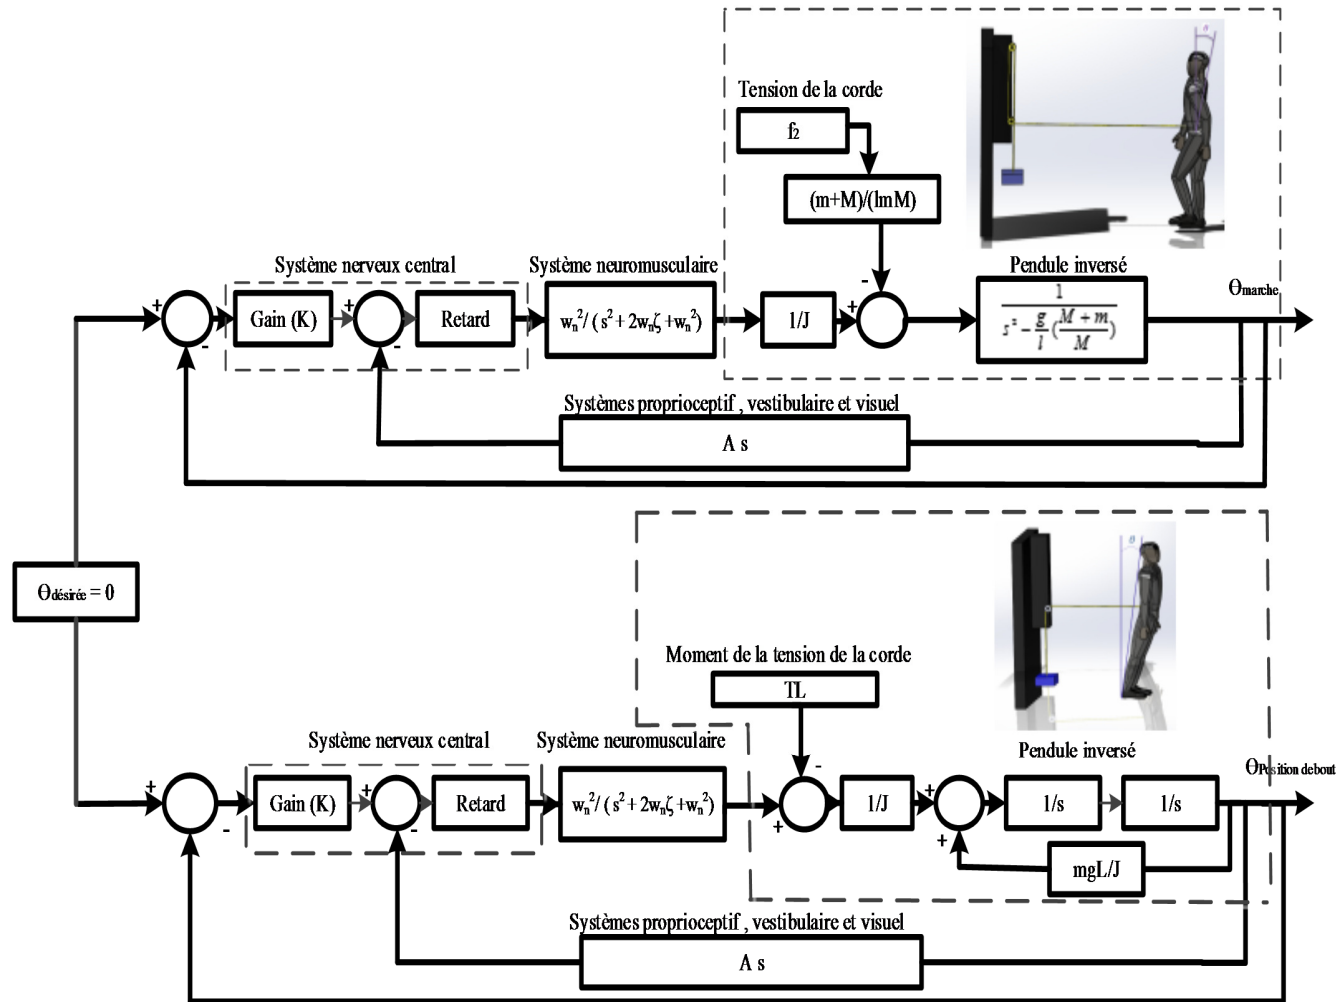 Tension de la corde
f₂
(m+M)/(lmM)
θ
Système nerveux central
Système neuromusculaire
Pendule inversé
Θmarche
+
-
Gain (K)
+
-
Retard
wₙ²/ ( s² + 2wₙζ +wₙ²)
1/J
+
-
1 / (s² - g/l (M + m / M))
Systèmes proprioceptif , vestibulaire et visuel
A s
Θdésirée = 0
θ
Moment de la tension de la corde
TL
Système nerveux central
Système neuromusculaire
Pendule inversé
ΘPosition debout
+
-
Gain (K)
+
-
Retard
wₙ²/ ( s² + 2wₙζ +wₙ²)
+
-
1/J
+
+
1/s
1/s
mgL/J
Systèmes proprioceptif , vestibulaire et visuel
A s